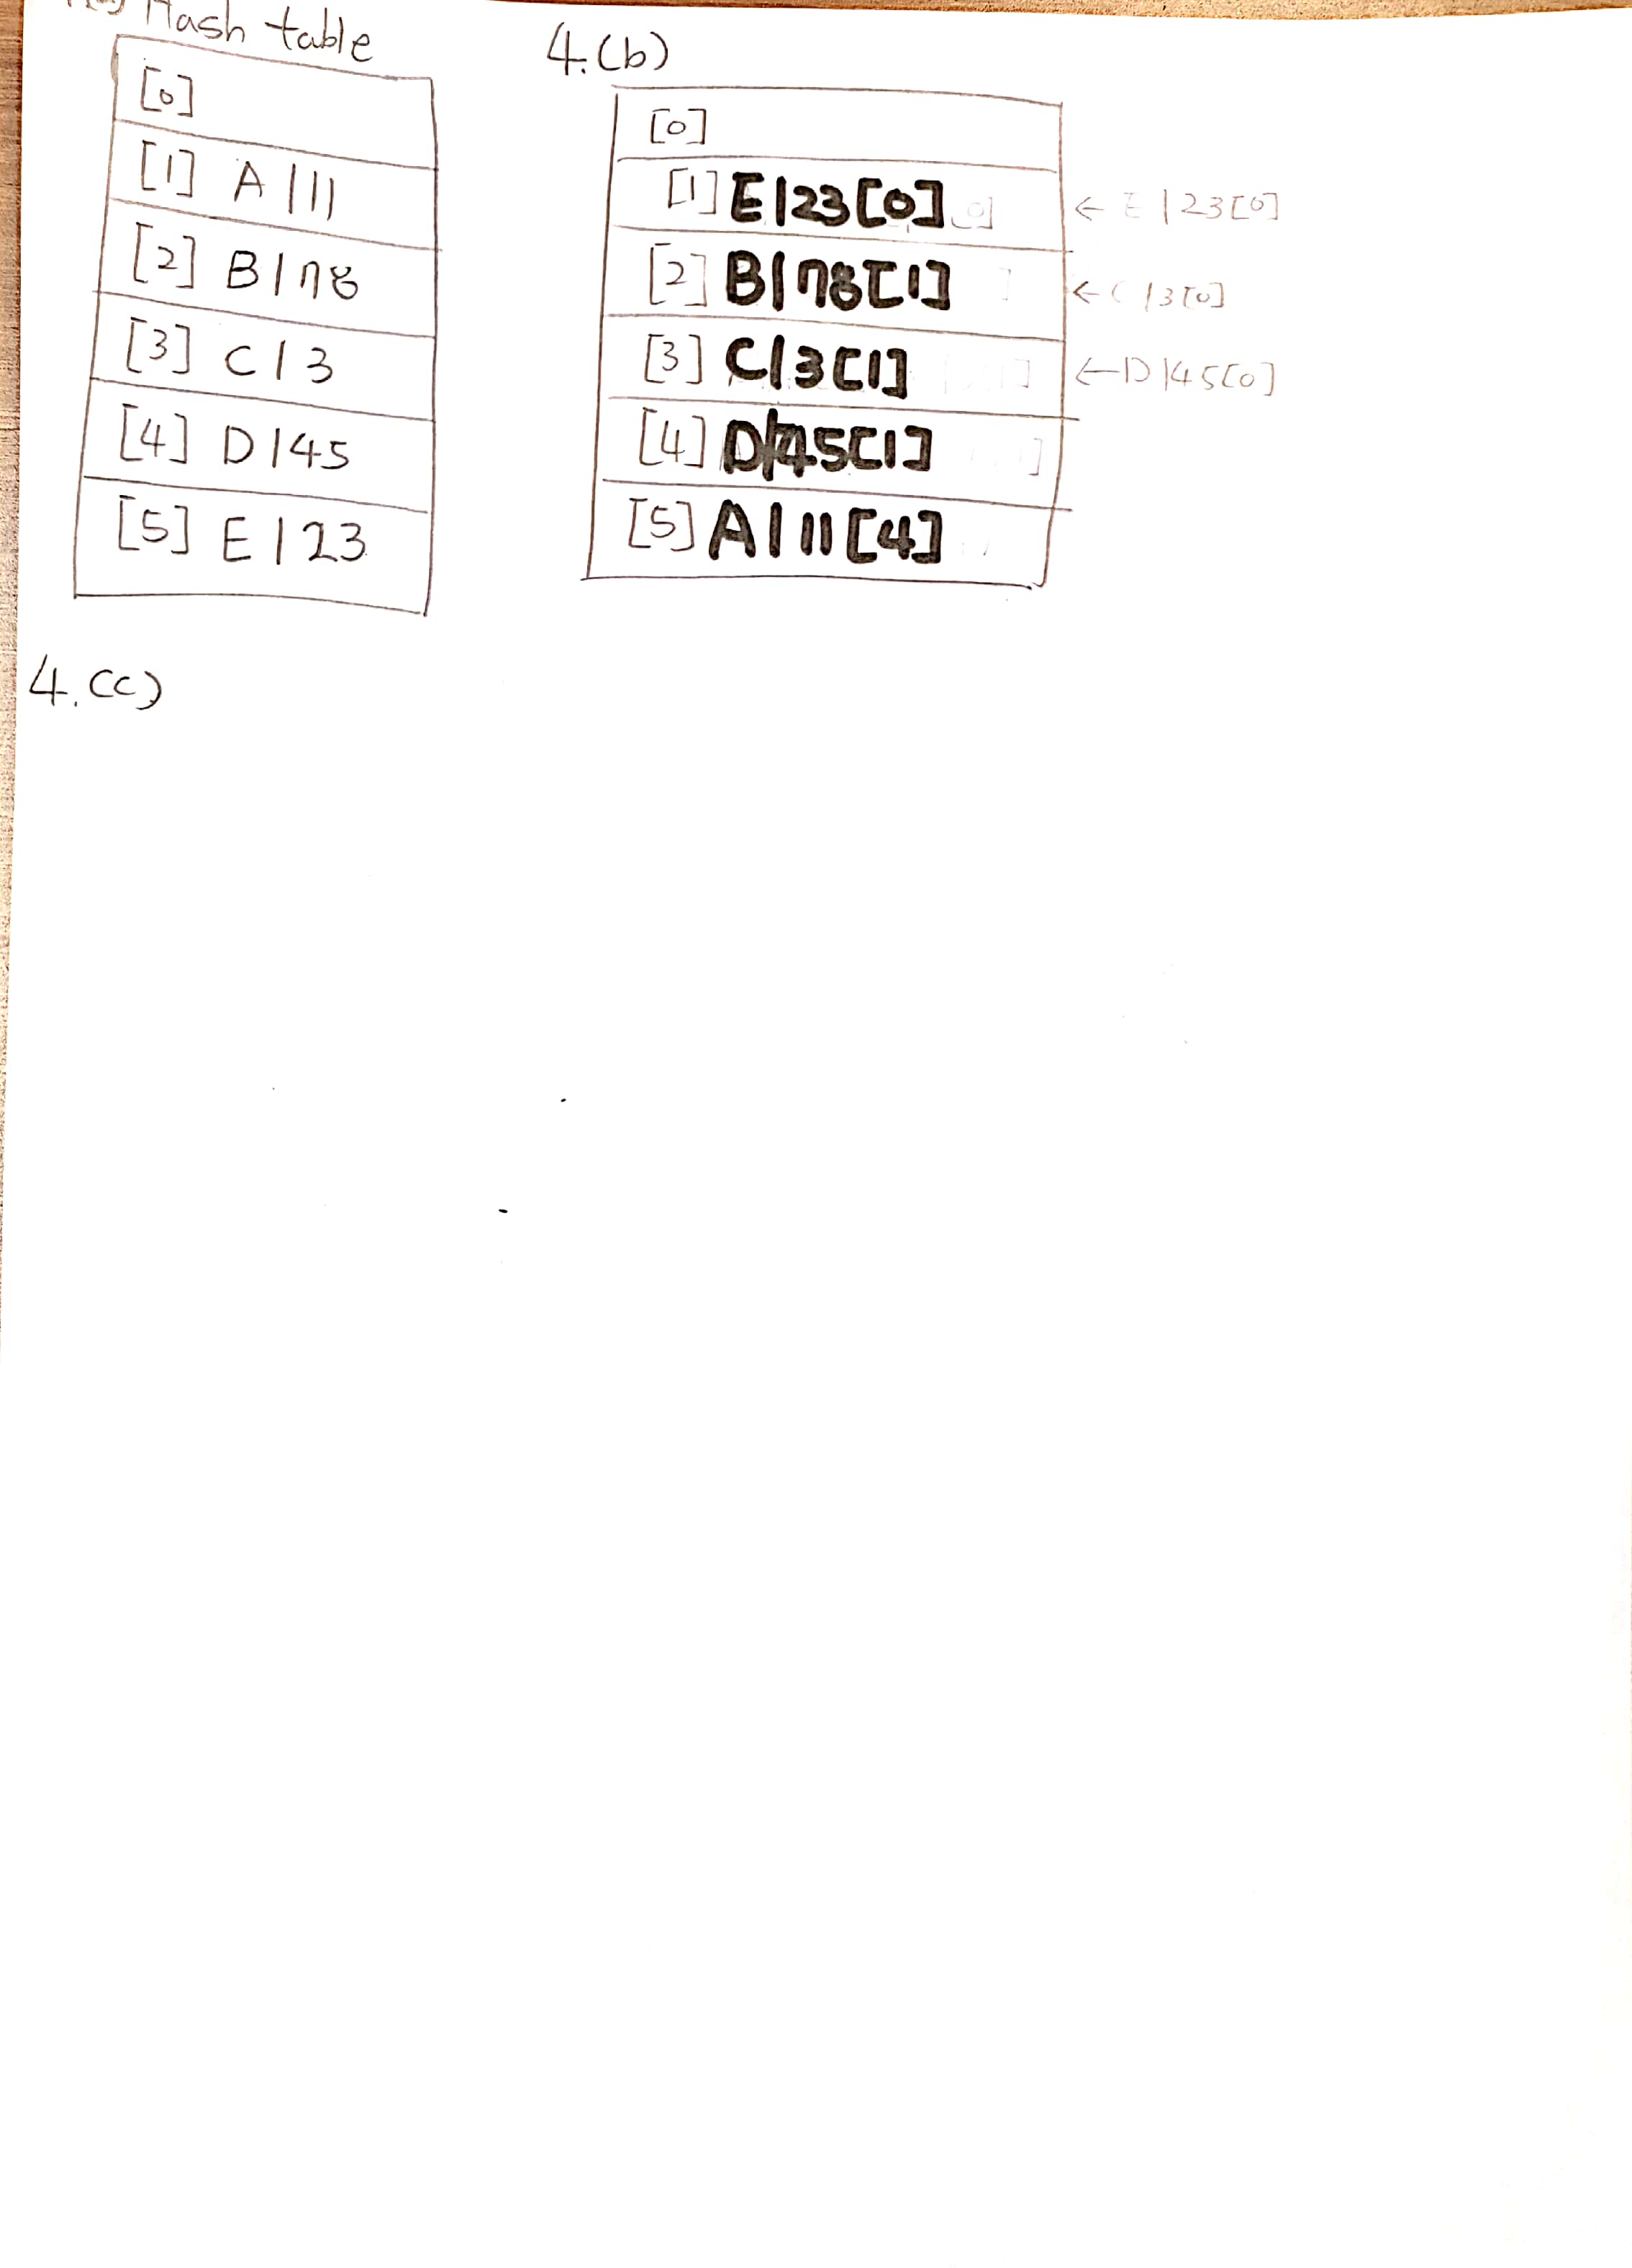 Hash table
[0]
[1] A | 11
[2] B | 78
[3] C | 3
[4] D | 45
[5] E | 23
4.(b)
[0]
[1] E | 23 [0] ← E | 23 [0]
[2] B | 78 [1] ← C | 3 [0]
[3] C | 3 [1] ← D | 45 [0]
[4] D | 45 [1]
[5] A | 11 [4]
4.(c)